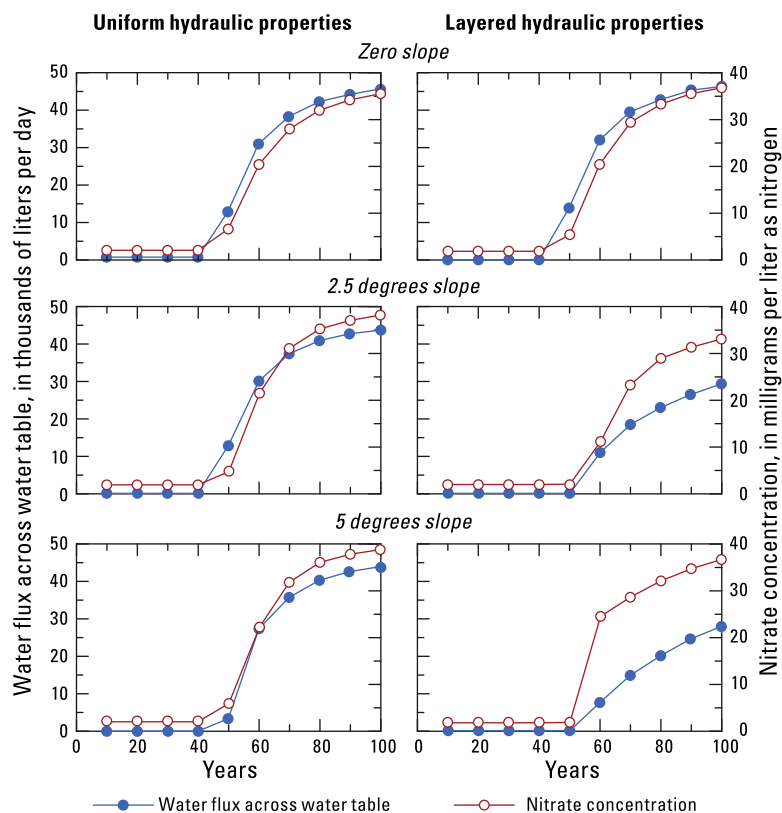 Uniform hydraulic properties
Layered hydraulic properties
Zero slope
50
40
30
20
10
0
40
30
20
10
0
2.5 degrees slope
50
40
30
20
10
0
40
30
20
10
0
5 degrees slope
50
40
30
20
10
0
40
30
20
10
0
0 20 40 60 80 100
0 20 40 60 80 100
Years
Years
Water flux across water table, in thousands of liters per day
Nitrate concentration, in milligrams per liter as nitrogen
Water flux across water table
Nitrate concentration